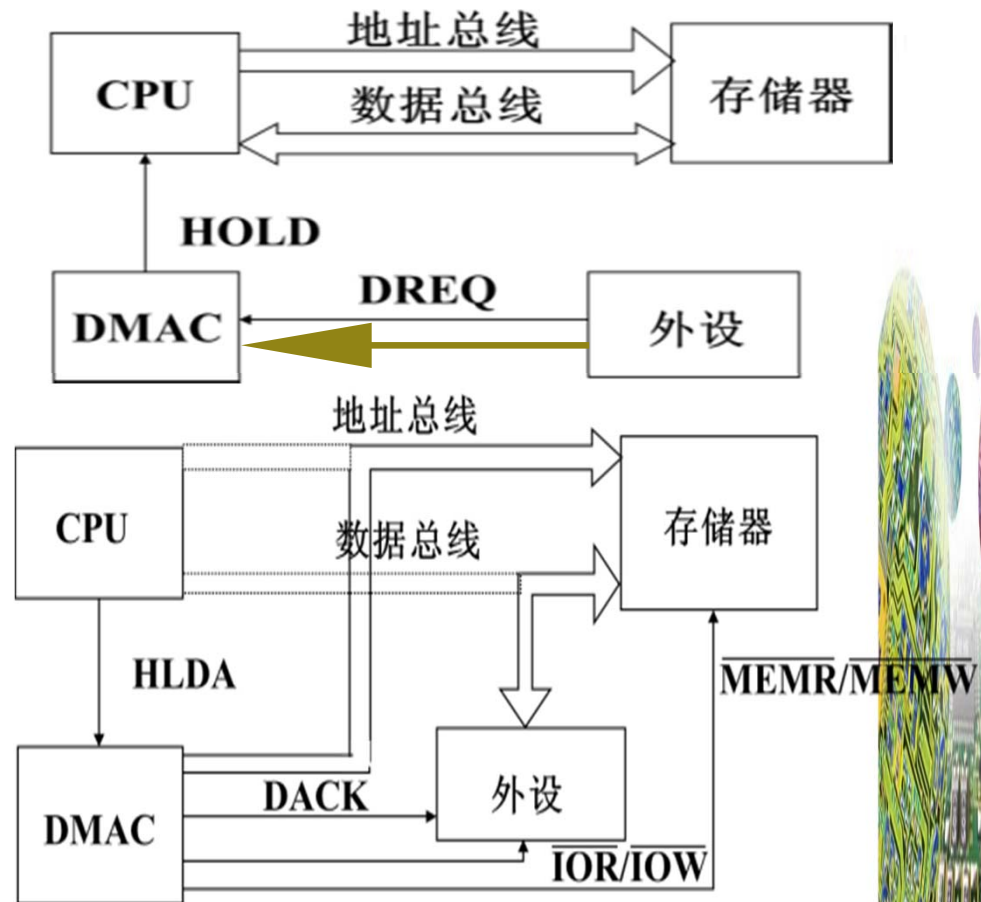 地址总线
CPU
数据总线
存储器
HOLD
DREQ
DMAC
外设
地址总线
CPU
数据总线
存储器
HLDA
MEMR/MEMW
DACK
外设
DMAC
IOR/IOW